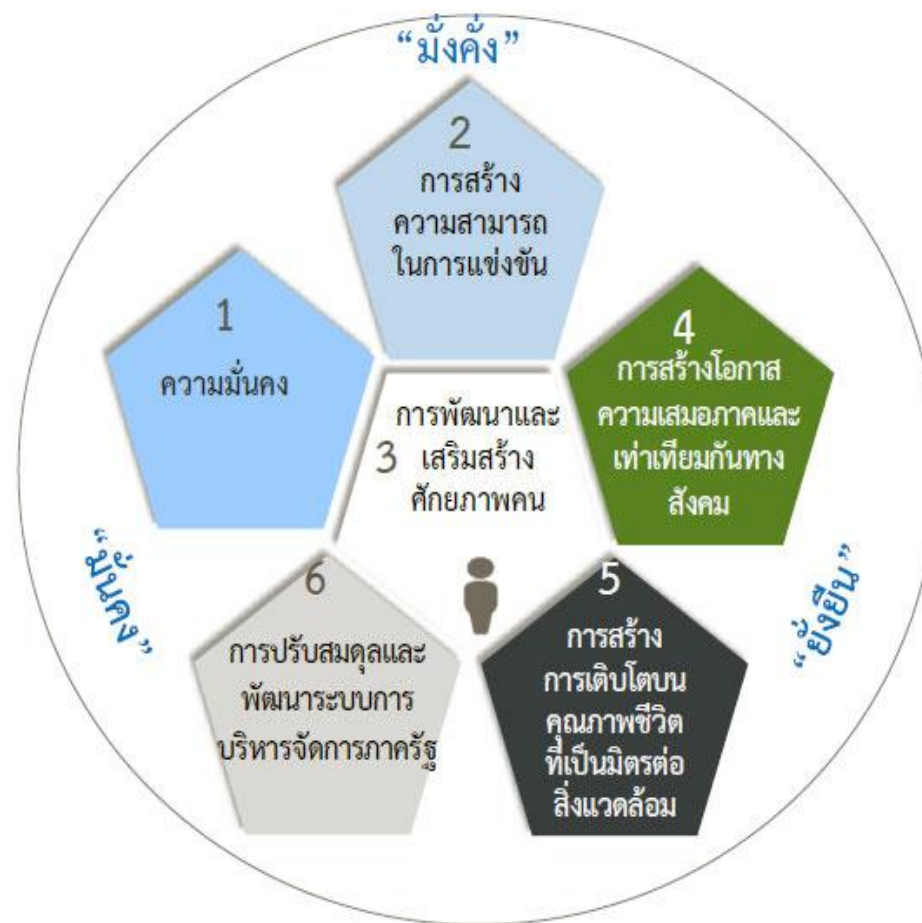 “มั่งคั่ง”
2
การสร้าง
ความสามารถ
ในการแข่งขัน
1
ความมั่นคง
4
การสร้างโอกาส
ความเสมอภาคและ
เท่าเทียมกันทาง
สังคม
3
การพัฒนาและ
เสริมสร้าง
ศักยภาพคน
“มั่นคง”
“ยั่งยืน”
6
การปรับสมดุลและ
พัฒนาระบบการ
บริหารจัดการภาครัฐ
5
การสร้าง
การเติบโตบน
คุณภาพชีวิต
ที่เป็นมิตรต่อ
สิ่งแวดล้อม